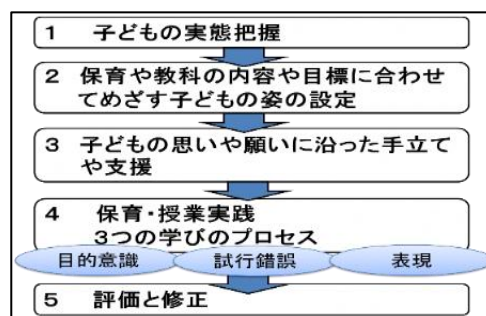 1 子どもの実態把握
2 保育や教科の内容や目標に合わせ
てめざす子どもの姿の設定
3 子どもの思いや願いに沿った手立て
や支援
4 保育・授業実践
3つの学びのプロセス
目的意識 試行錯誤 表現
5 評価と修正